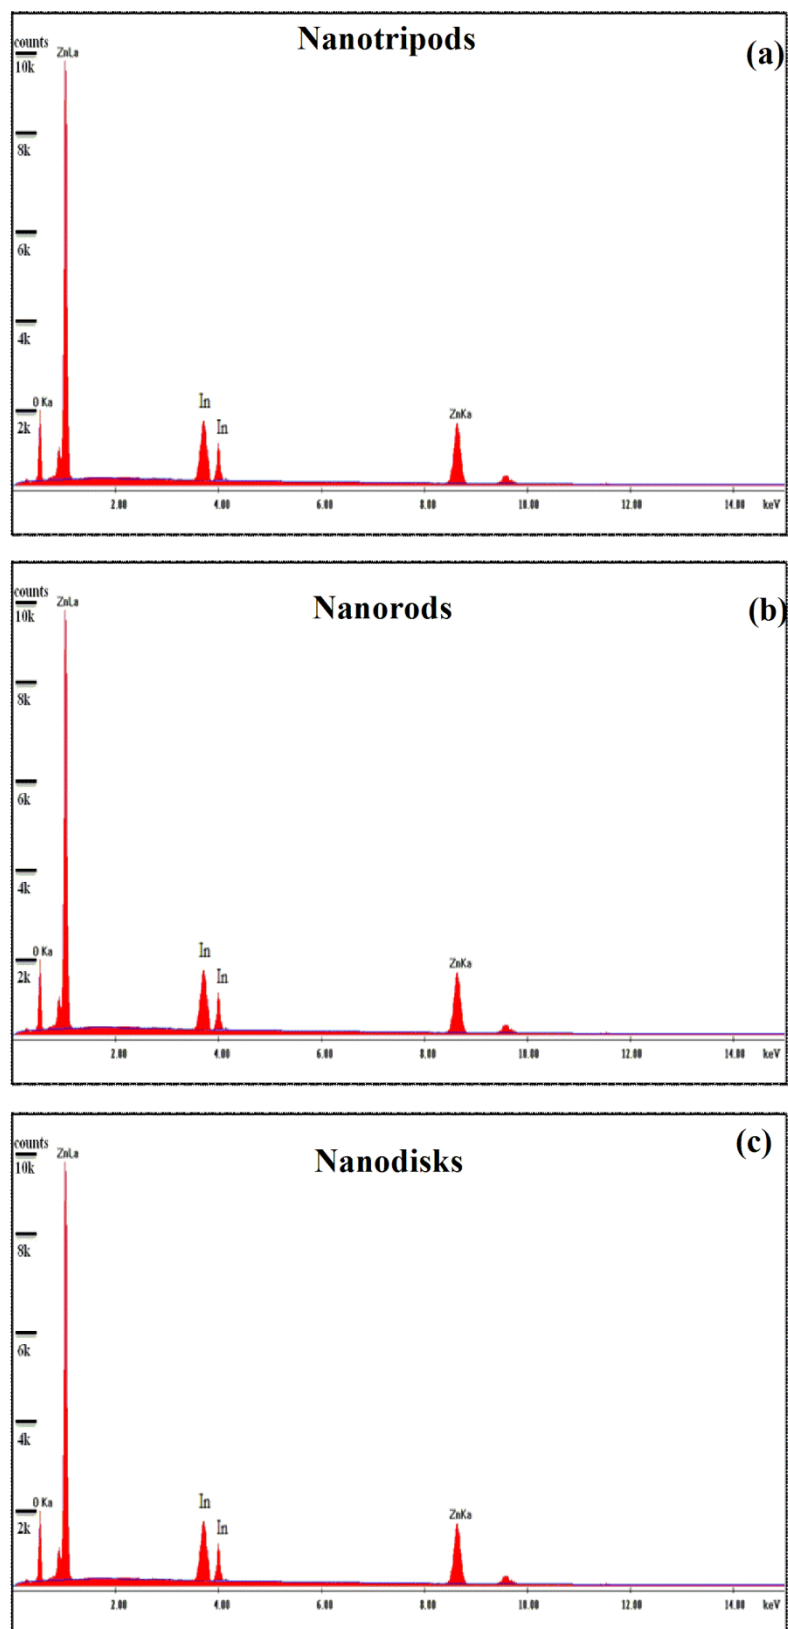 Nanotripods
(a)
counts
ZnLa
10k
8k
6k
4k
O Ka
2k
In
In
ZnKa
2.00 4.00 6.00 8.00 10.00 12.00 14.00 keV
Nanorods
(b)
counts
ZnLa
10k
8k
6k
4k
O Ka
2k
In
In
ZnKa
2.00 4.00 6.00 8.00 10.00 12.00 14.00 keV
Nanodisks
(c)
counts
ZnLa
10k
8k
6k
4k
O Ka
2k
In
In
ZnKa
2.00 4.00 6.00 8.00 10.00 12.00 14.00 keV